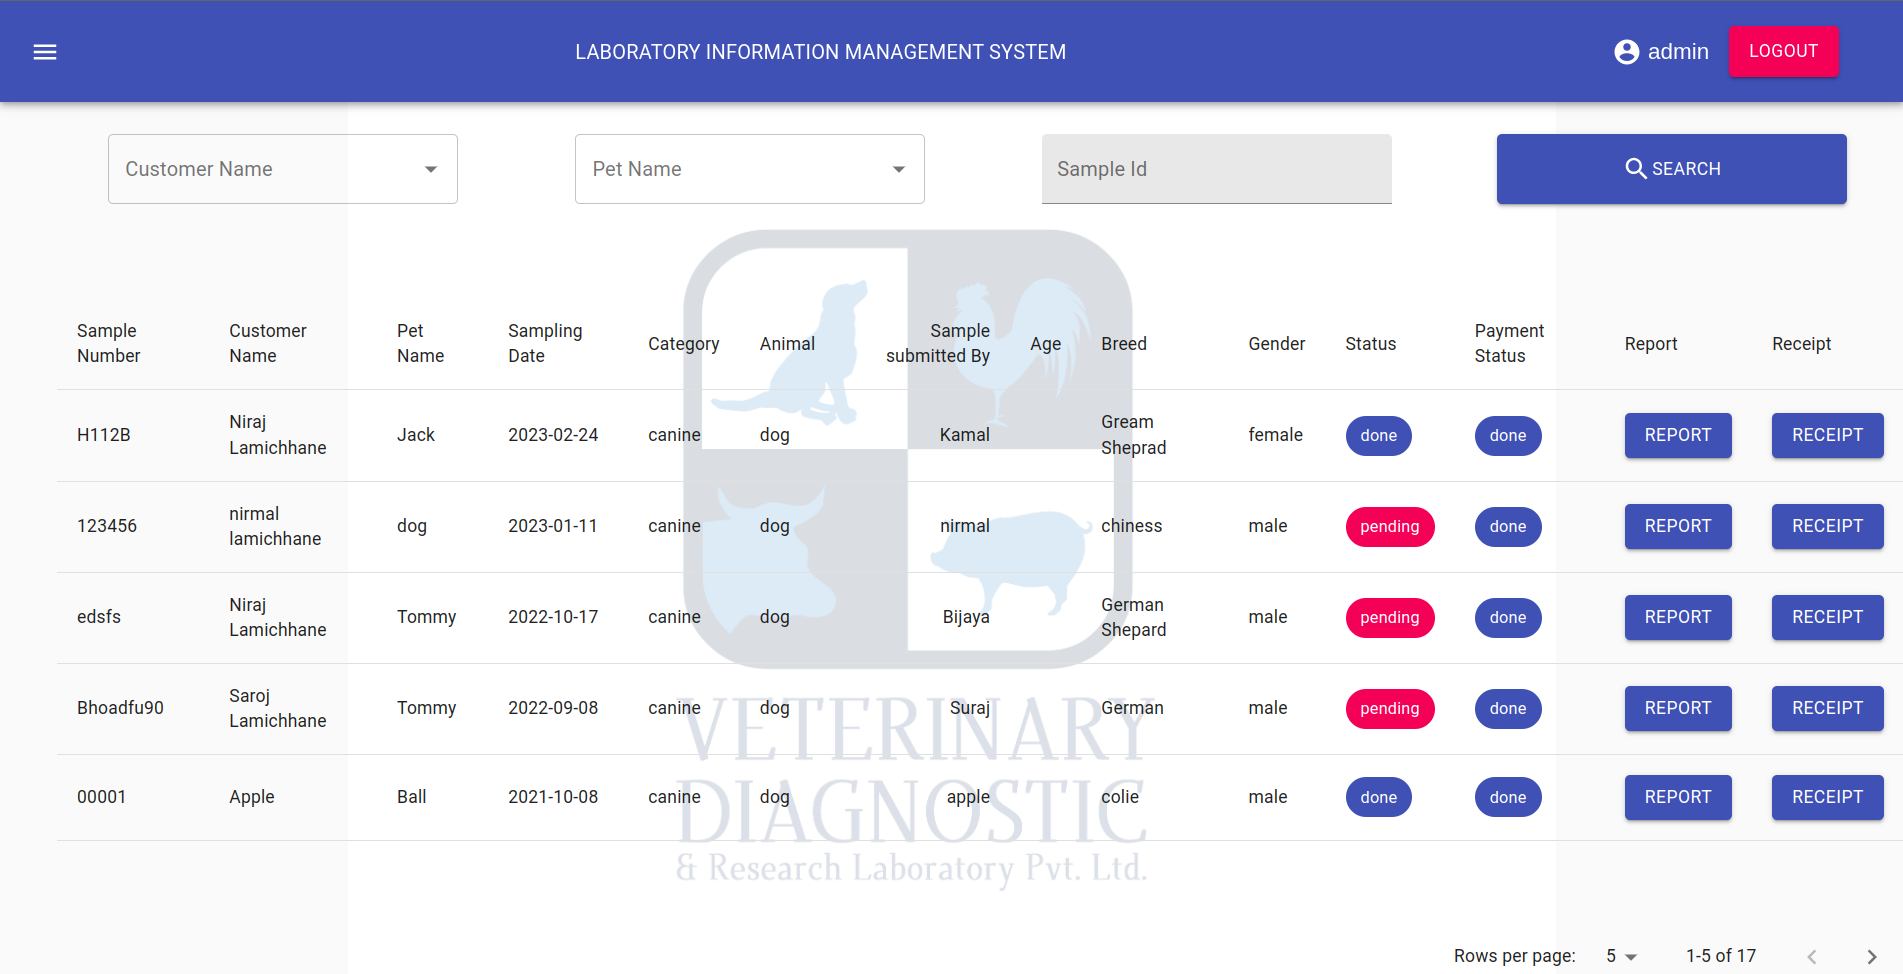 LABORATORY INFORMATION MANAGEMENT SYSTEM
admin
LOGOUT
Customer Name
Pet Name
Sample Id
SEARCH
Sample Number
Customer Name
Pet Name
Sampling Date
Category
Animal
Sample submitted By
Age
Breed
Gender
Status
Payment Status
Report
Receipt
H112B
Niraj Lamichhane
Jack
2023-02-24
canine
dog
Kamal
Gream Sheprad
female
done
done
REPORT
RECEIPT
123456
nirmal lamichhane
dog
2023-01-11
canine
dog
nirmal
chiness
male
pending
done
REPORT
RECEIPT
edsfs
Niraj Lamichhane
Tommy
2022-10-17
canine
dog
Bijaya
German Shepard
male
pending
done
REPORT
RECEIPT
Bhoadfu90
Saroj Lamichhane
Tommy
2022-09-08
canine
dog
Suraj
German
male
pending
done
REPORT
RECEIPT
00001
Apple
Ball
2021-10-08
canine
dog
apple
colie
male
done
done
REPORT
RECEIPT
VETERINARY
DIAGNOSTIC
& Research Laboratory Pvt. Ltd.
Rows per page: 5 1-5 of 17